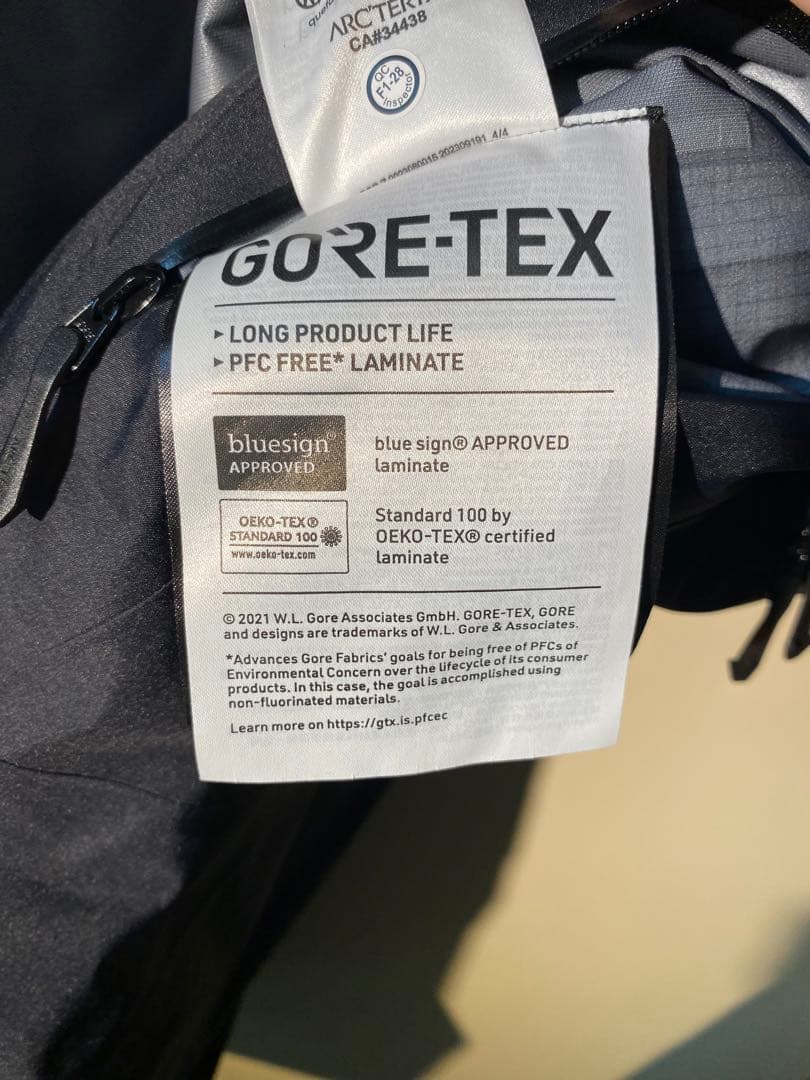 ARC'TERY
CA#34438
QC
F1-28
Inspector
202309191 4/4
GORE-TEX
▸ LONG PRODUCT LIFE
▸ PFC FREE* LAMINATE
bluesign®
APPROVED
blue sign® APPROVED
laminate
OEKO-TEX®
STANDARD 100
www.oeko-tex.com
Standard 100 by
OEKO-TEX® certified
laminate
© 2021 W.L. Gore Associates GmbH. GORE-TEX, GORE
and designs are trademarks of W.L. Gore & Associates.
*Advances Gore Fabrics' goals for being free of PFCs of
Environmental Concern over the lifecycle of its consumer
products. In this case, the goal is accomplished using
non-fluorinated materials.
Learn more on https://gtx.is.pfcec